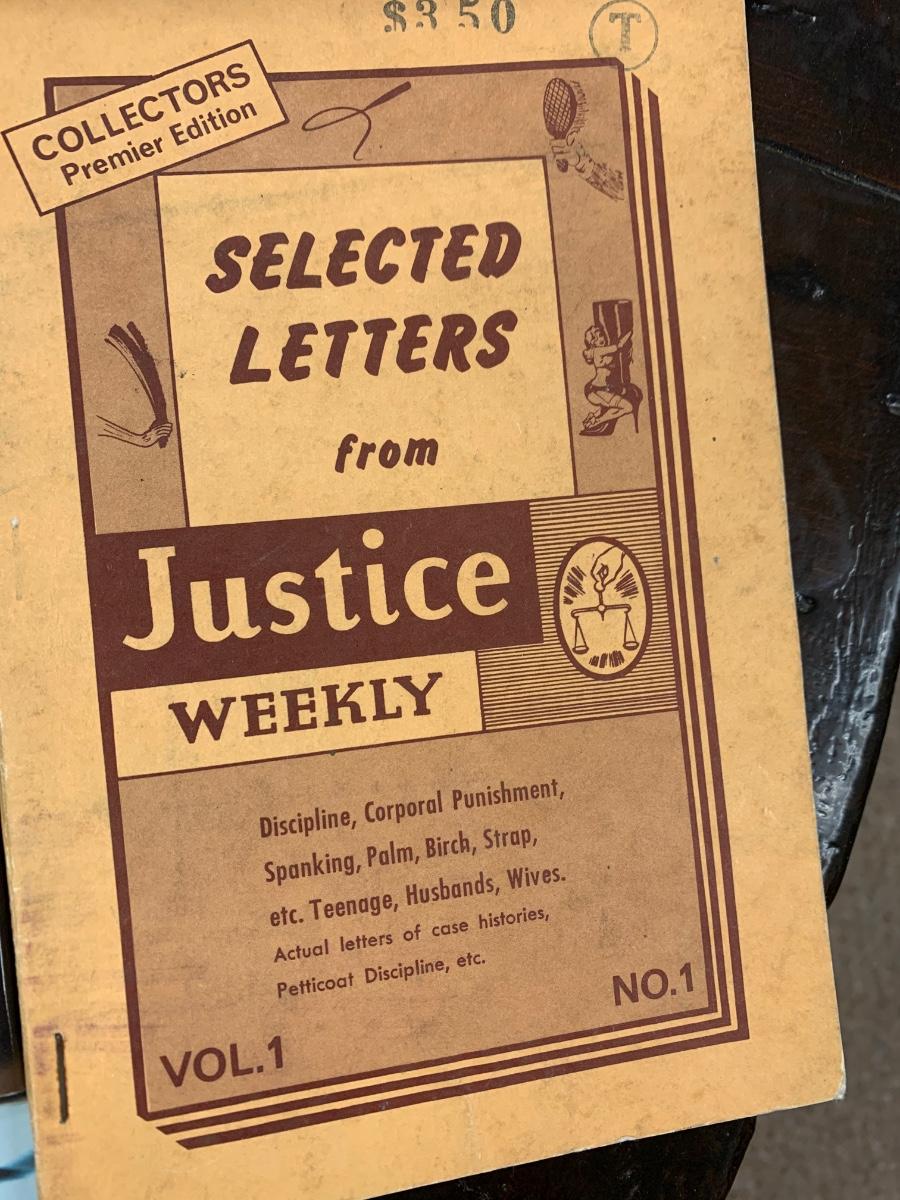 $3.50
T
COLLECTORS
Premier Edition
SELECTED
LETTERS
from
Justice
WEEKLY
Discipline, Corporal Punishment,
Spanking, Palm, Birch, Strap,
etc. Teenage, Husbands, Wives.
Actual letters of case histories,
Petticoat Discipline, etc.
VOL.1
NO.1